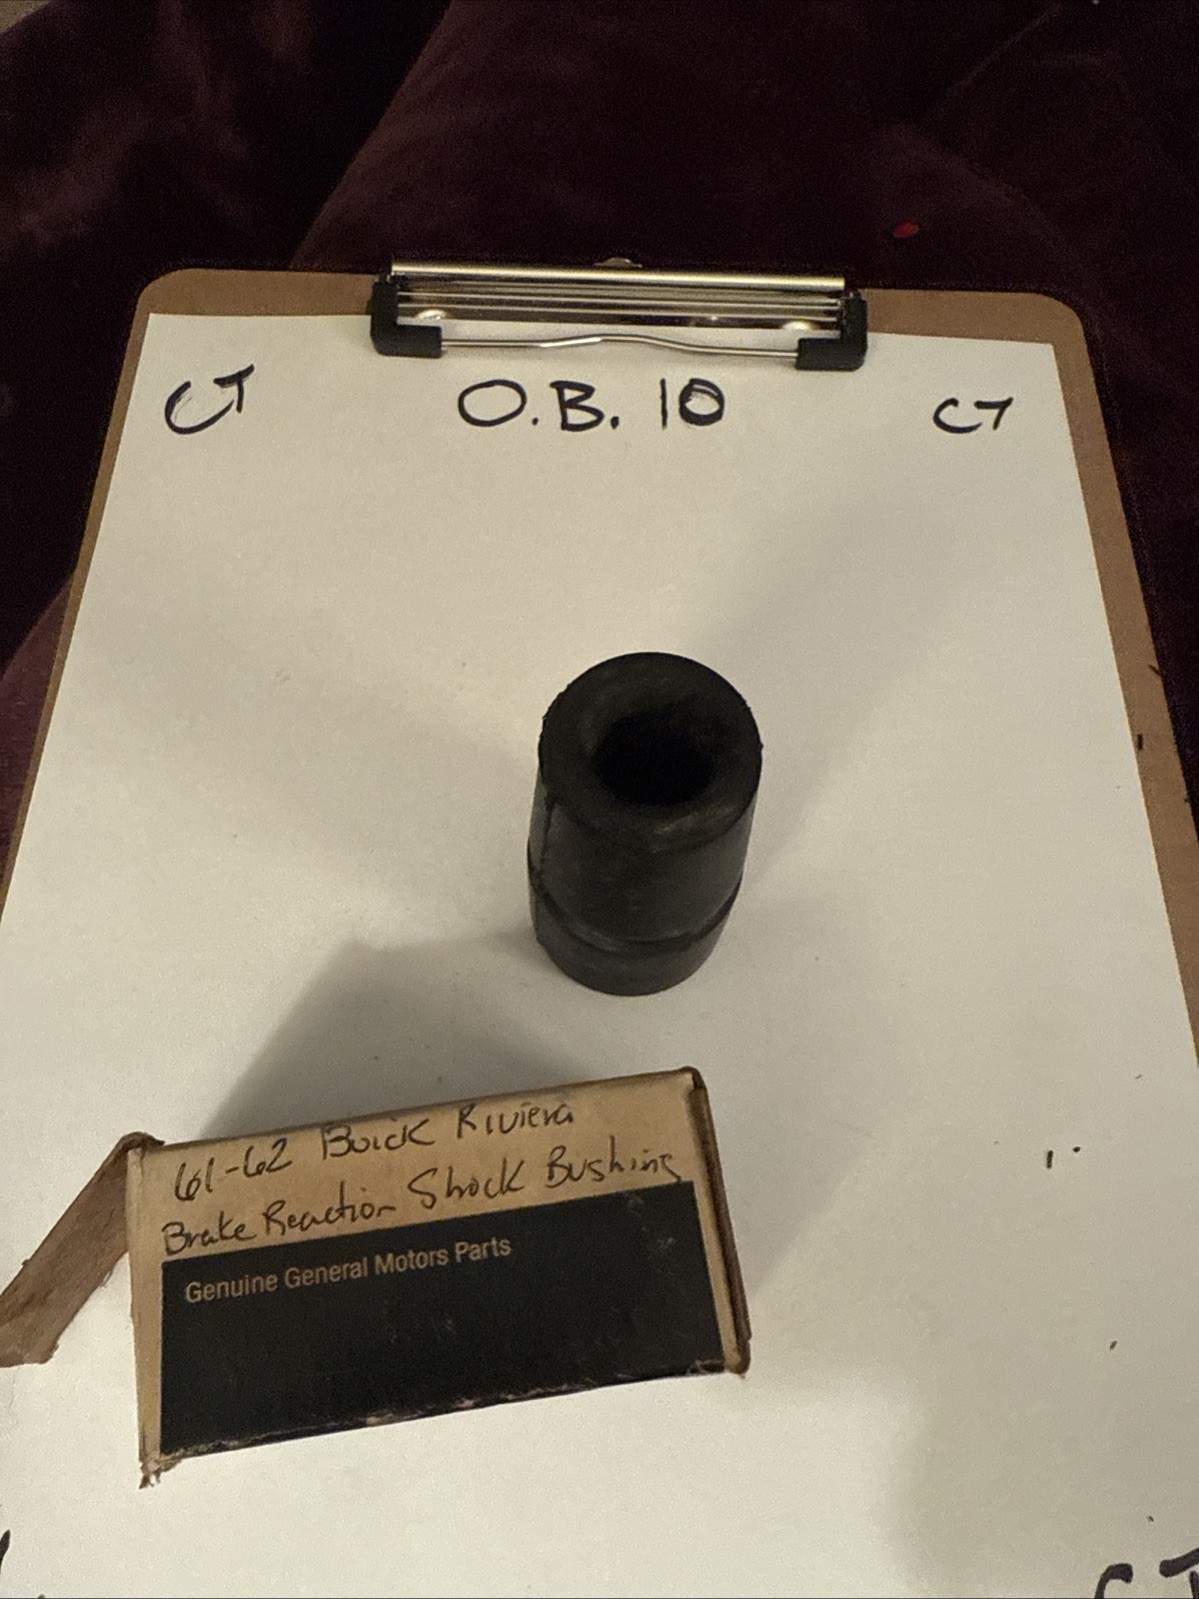 CT O.B. 10 CT
61-62 Buick Riviera
Brake Reaction Shock Bushing
Genuine General Motors Parts